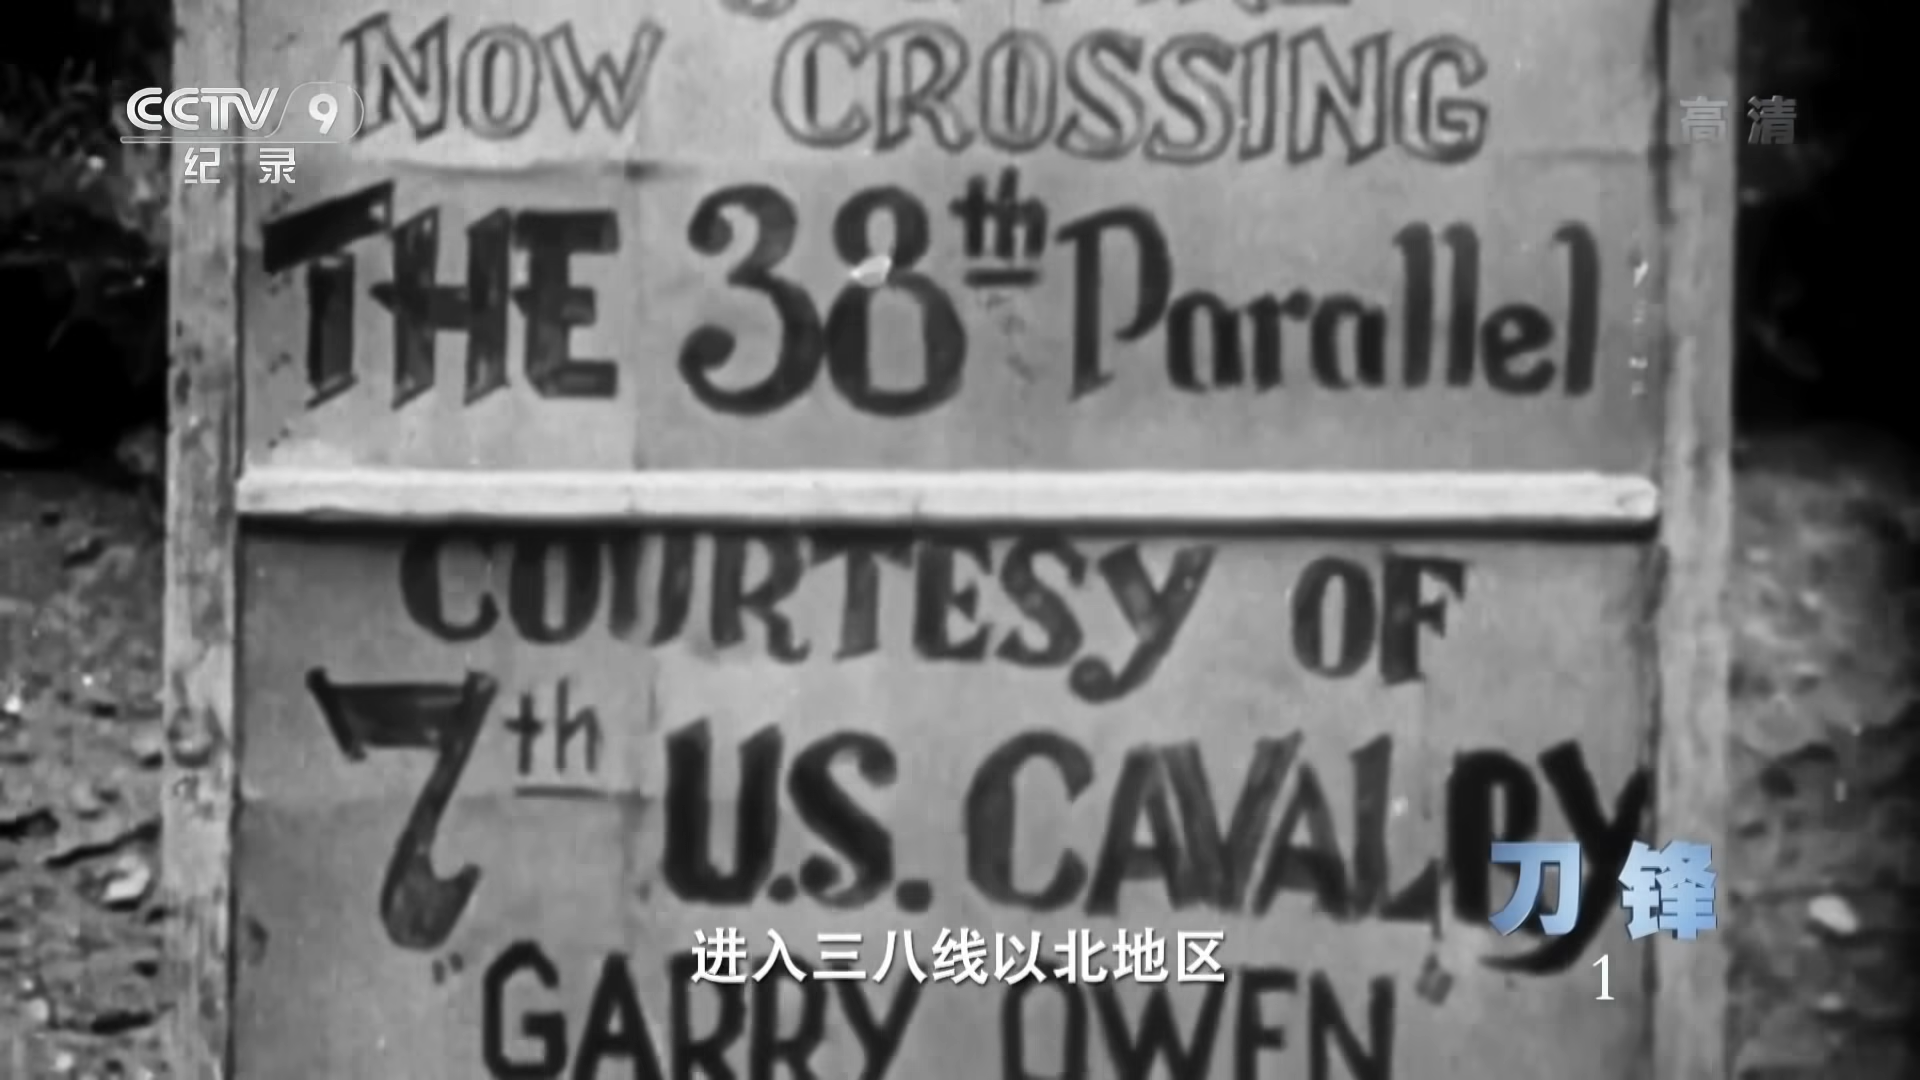 NOW CROSSING
CCTV 9
纪录
高清
THE 38th Parallel
COURTESY OF
7th U.S. CAVALRY
刀锋
1
进入三八线以北地区
"GARRY OWEN"